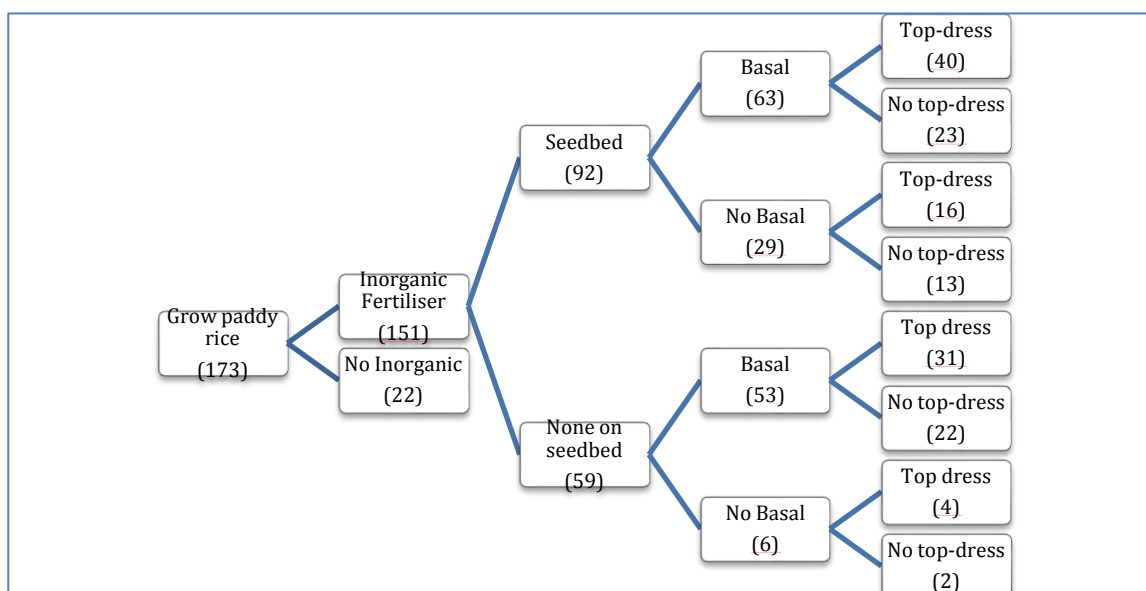 Grow paddy
rice
(173)
Inorganic
Fertiliser
(151)
No Inorganic
(22)
Seedbed
(92)
None on
seedbed
(59)
Basal
(63)
No Basal
(29)
Basal
(53)
No Basal
(6)
Top-dress
(40)
No top-dress
(23)
Top-dress
(16)
No top-dress
(13)
Top dress
(31)
No top-dress
(22)
Top dress
(4)
No top-dress
(2)